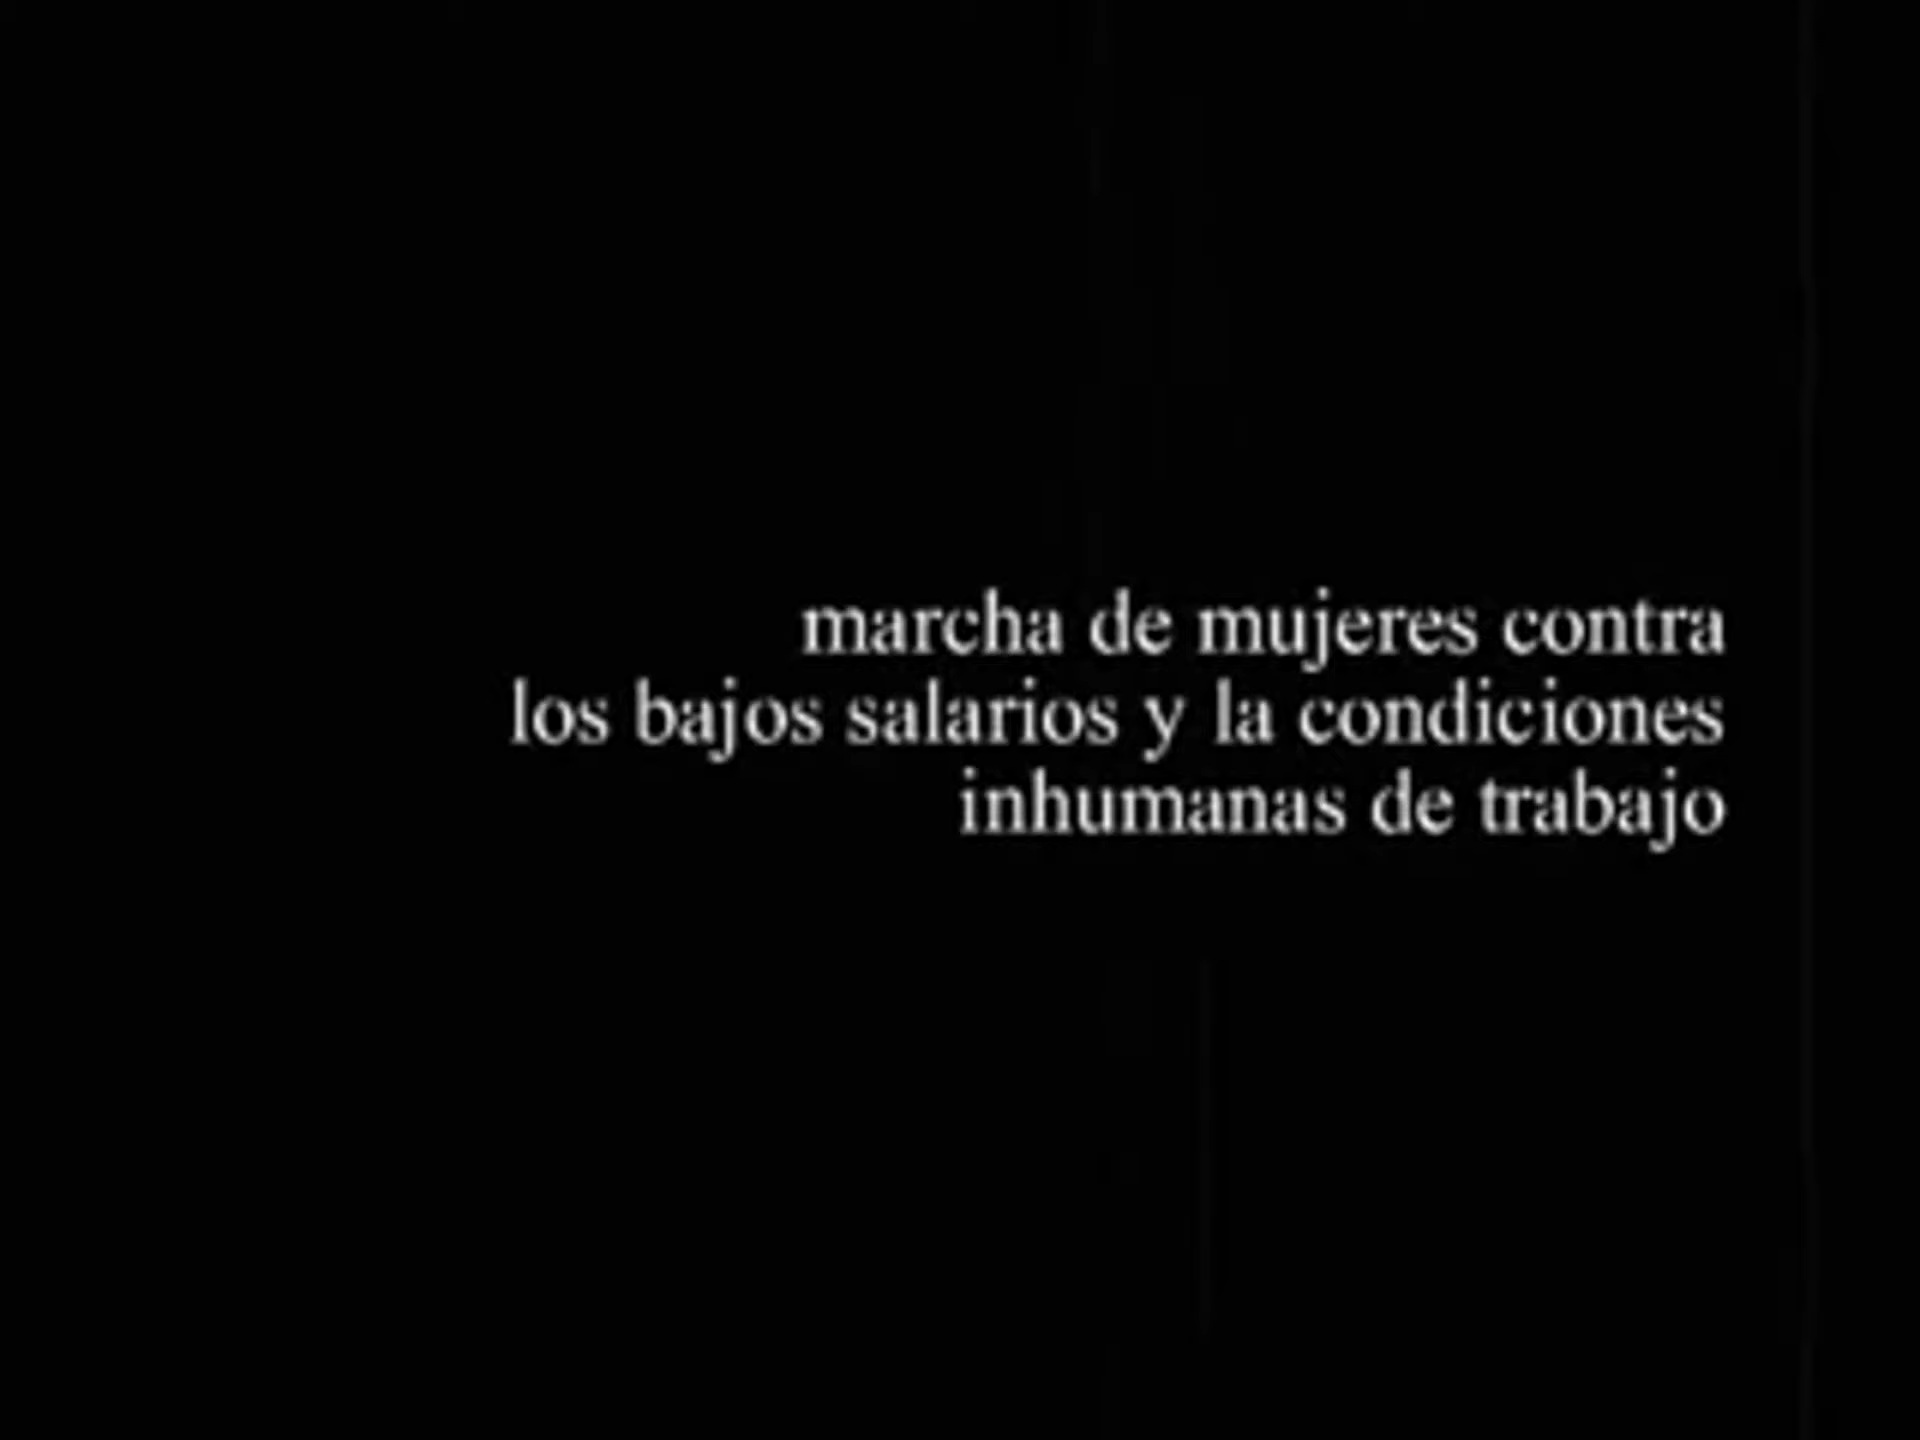 marcha de mujeres contra
los bajos salarios y la condiciones
inhumanas de trabajo